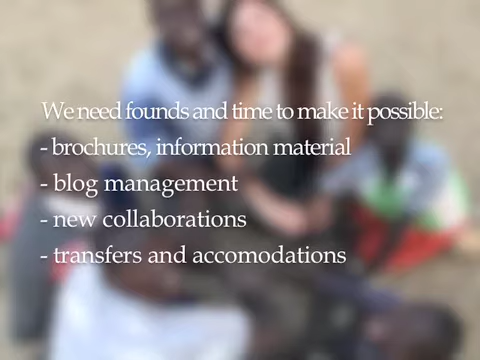 We need founds and time to make it possible:
- brochures, information material
- blog management
- new collaborations
- transfers and accomodations